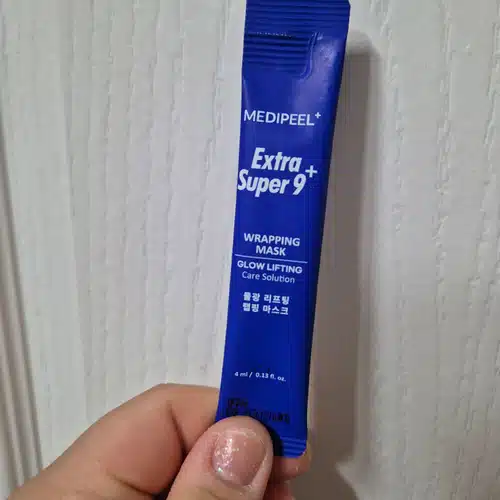 MEDIPEEL+
Extra
Super 9+
WRAPPING
MASK
GLOW LIFTING
Care Solution
물광 리프팅
랩핑 마스크
4 ml / 0.13 fl. oz.